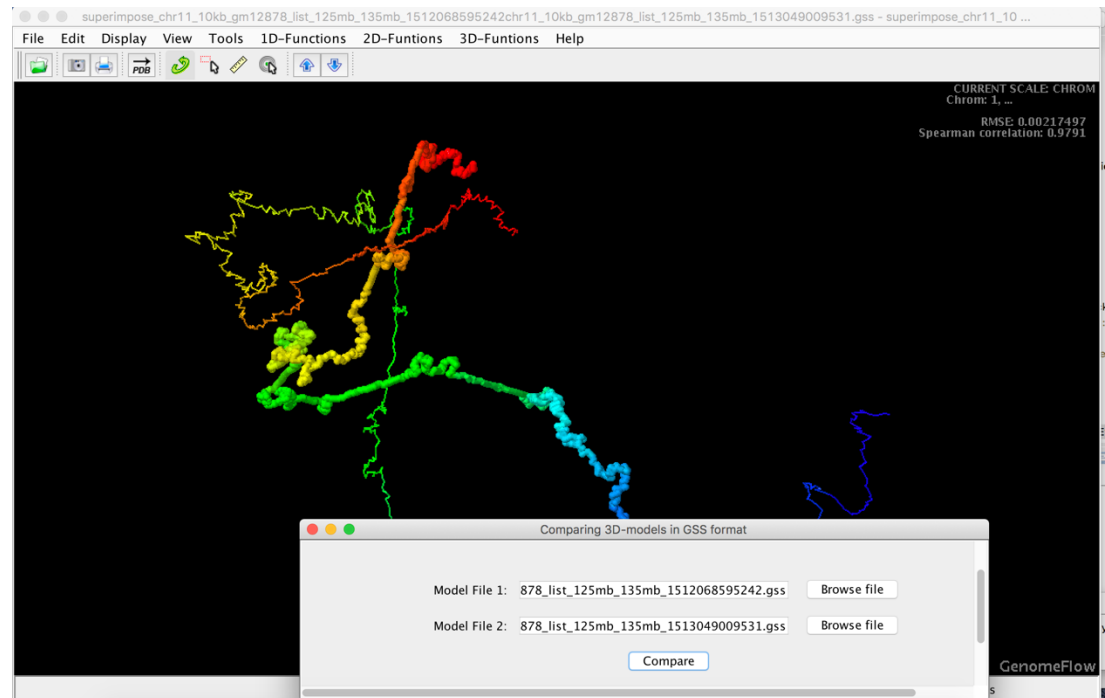 superimpose_chr11_10kb_gm12878_list_125mb_135mb_1512068595242chr11_10kb_gm12878_list_125mb_135mb_1513049009531.gss - superimpose_chr11_10 ...
File Edit Display View Tools 1D-Functions 2D-Funtions 3D-Funtions Help
PDB
CURRENT SCALE: CHROM
Chrom: 1, ...
RMSE: 0.00217497
Spearman correlation: 0.9791
Comparing 3D-models in GSS format
Model File 1: 878_list_125mb_135mb_1512068595242.gss Browse file
Model File 2: 878_list_125mb_135mb_1513049009531.gss Browse file
Compare
GenomeFlow